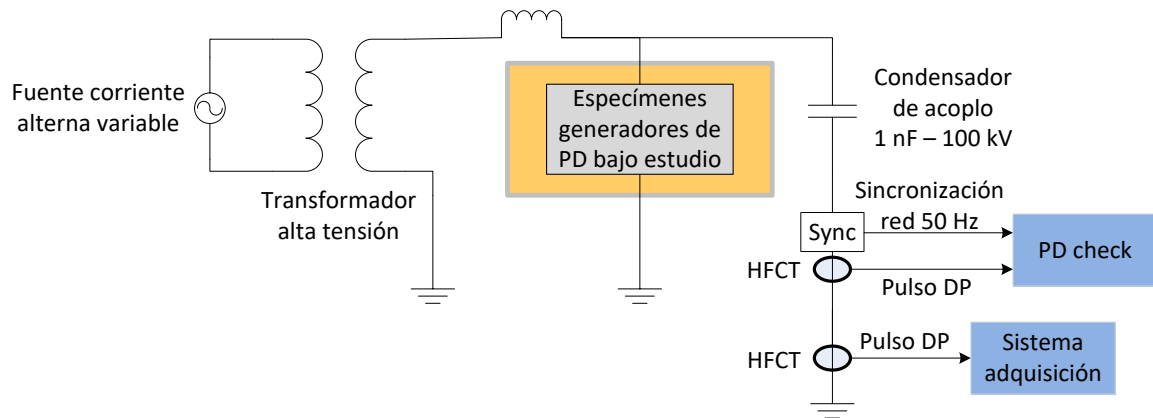 Fuente corriente
alterna variable
Transformador
alta tensión
Especímenes
generadores de
PD bajo estudio
Condensador
de acoplo
1 nF – 100 kV
Sincronización
red 50 Hz
Sync
PD check
HFCT
Pulso DP
HFCT
Pulso DP
Sistema
adquisición